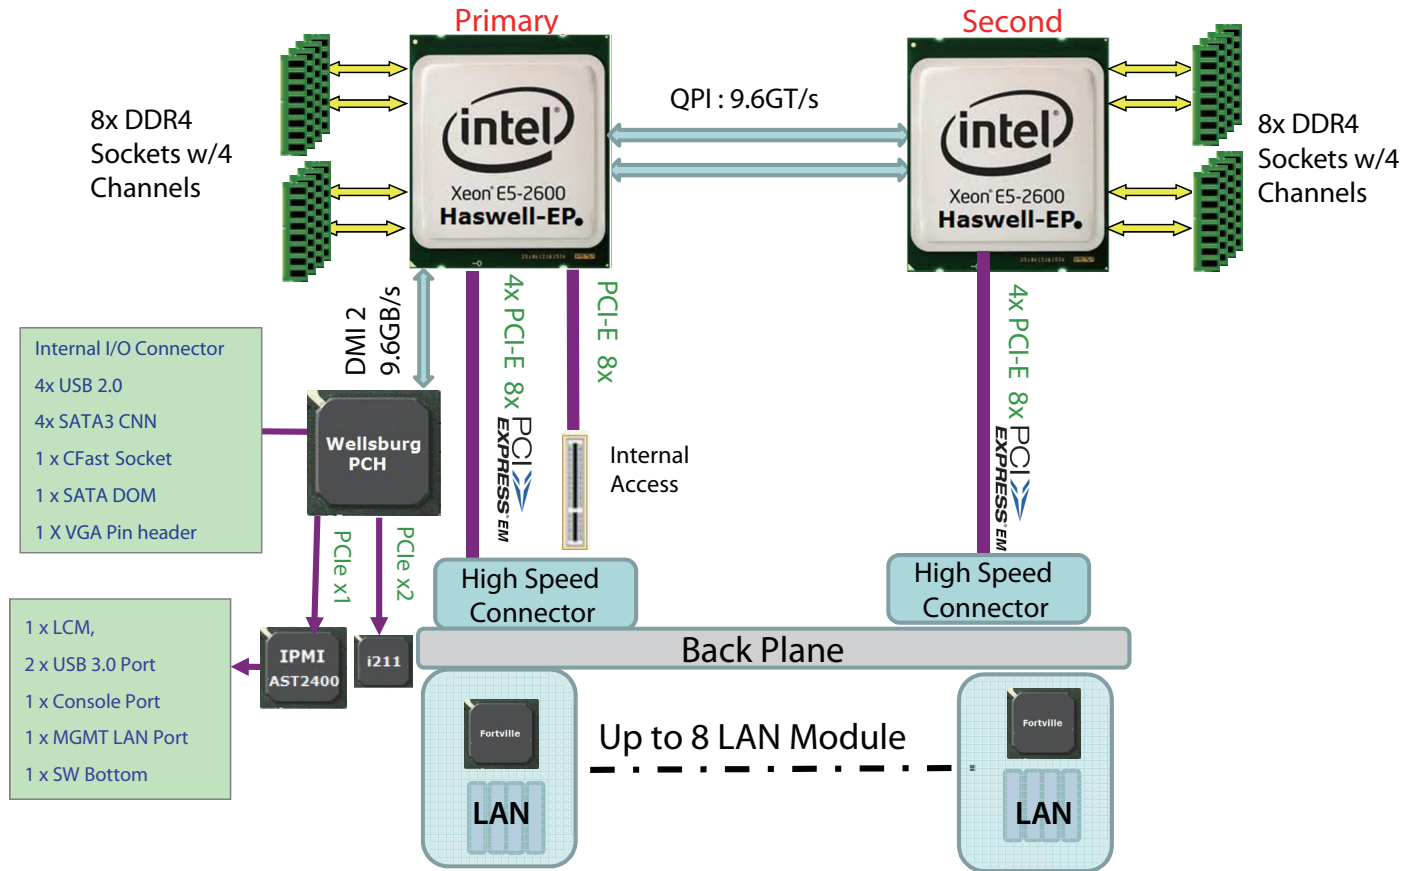 Primary
Second
8x DDR4
Sockets w/4
Channels
intel
Xeon® E5-2600
Haswell-EP.
QPI : 9.6GT/s
intel
Xeon® E5-2600
Haswell-EP.
8x DDR4
Sockets w/4
Channels
DMI 2
9.6GB/s
4x PCI-E 8x
PCI EXPRESS® EM
PCI-E 8x
4x PCI-E 8x
PCI EXPRESS® EM
Internal I/O Connector
4x USB 2.0
4x SATA3 CNN
1 x CFast Socket
1 x SATA DOM
1 X VGA Pin header
Wellsburg
PCH
Internal
Access
PCIe x1
PCIe x2
High Speed
Connector
High Speed
Connector
1 x LCM,
2 x USB 3.0 Port
1 x Console Port
1 x MGMT LAN Port
1 x SW Bottom
IPMI
AST2400
i211
Back Plane
Fortville
LAN
Up to 8 LAN Module
Fortville
LAN